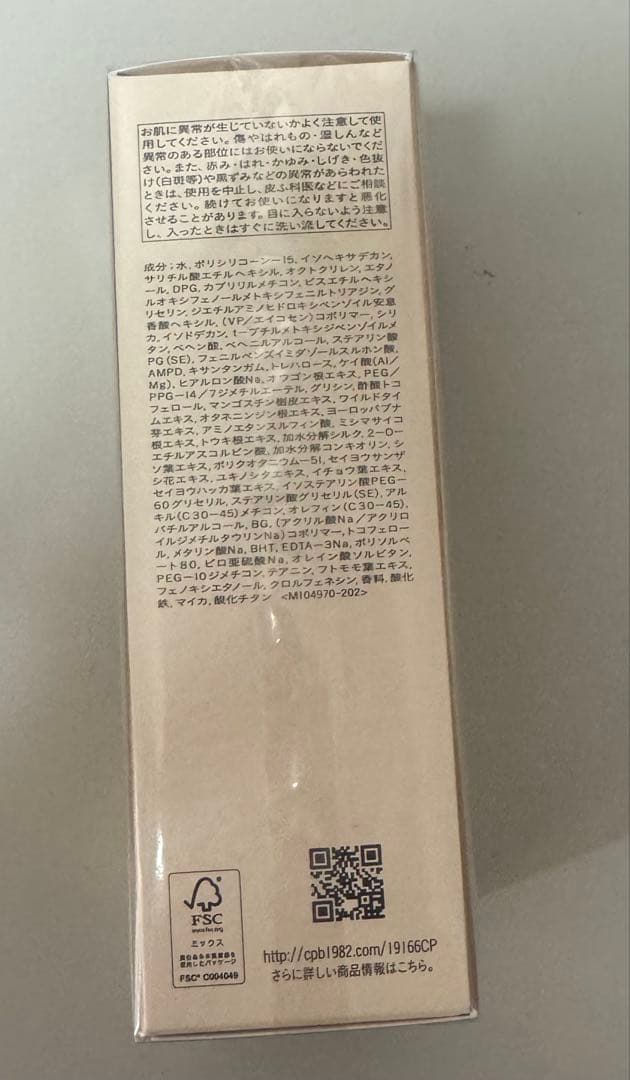 お肌に異常が生じていないかよく注意して使
用してください。傷やはれもの・湿しんなど
異常のある部位にはお使いにならないでくだ
さい。また、赤み・はれ・かゆみ・しげき・色抜
け(白斑等)や黒ずみなどの異常があらわれた
ときは、使用を中止し、皮ふ科医などにご相談
ください。続けてお使いになりますと悪化
させることがあります。目に入らないよう注意
し、入ったときはすぐに洗い流してください。
成分:水,ポリシリコーン-15,イソヘキサデカン,
サリチル酸エチルヘキシル,オクトクリレン,エタノ
ール,DPG,カプリリルメチコン,ビスエチルヘキシ
ルオキシフェノールメトキシフェニルトリアジン,グ
リセリン,ジエチルアミノヒドロキシベンゾイル安息
香酸ヘキシル,(VP/エイコセン)コポリマー,シリ
カ,イソドデカン,t-ブチルメトキシジベンゾイルメ
タン,ベヘン酸,ベヘニルアルコール,ステアリン酸
PG(SE),フェニルベンズイミダゾールスルホン酸,
AMPD,キサンタンガム,トレハロース,ケイ酸(Al/
Mg),ヒアルロン酸Na,オウゴン根エキス,PEG/
PPG-14/7ジメチルエーテル,グリシン,酢酸トコ
フェロール,マンゴスチン樹皮エキス,ワイルドタイ
ムエキス,オタネニンジン根エキス,ヨーロッパブナ
芽エキス,アミノエタンスルフィン酸,ミシマサイコ
根エキス,トウキ根エキス,加水分解シルク,2-O-
エチルアスコルビン酸,加水分解コンキオリン,シ
ソ葉エキス,ポリクオタニウム-51,セイヨウサンザ
シ花エキス,ユキノシタエキス,イチョウ葉エキス,
セイヨウハッカ葉エキス,イソステアリン酸PEG-
60グリセリル,ステアリン酸グリセリル(SE),アル
キル(C30-45)メチコン,オレフィン(C30-45),
バチルアルコール,BG,(アクリル酸Na/アクリロ
イルジメチルタウリンNa)コポリマー,トコフェロー
ル,メタリン酸Na,BHT,EDTA-3Na,ポリソルベ
ート80,ピロ亜硫酸Na,オレイン酸ソルビタン,
PEG-10ジメチコン,テアニン,フトモモ葉エキス,
フェノキシエタノール,クロルフェネシン,香料,酸化
鉄,マイカ,酸化チタン <MI04970-202>
FSC
www.fsc.org
ミックス
責任ある木質資源を
使用したパッケージ
FSC® C004049
http://cpb1982.com/19166CP
さらに詳しい商品情報はこちら。